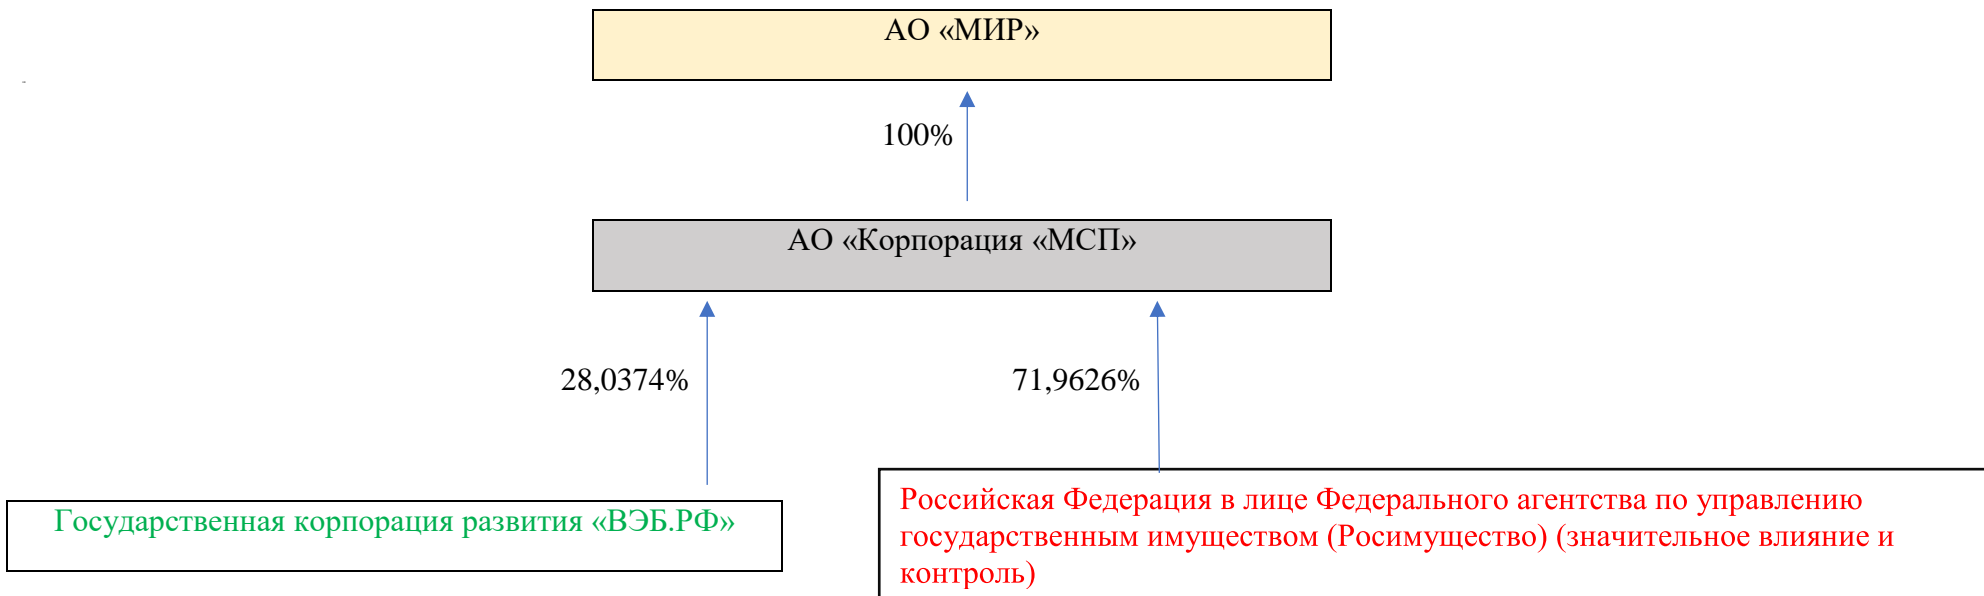 АО «МИР»
100%
АО «Корпорация «МСП»
28,0374%
71,9626%
Государственная корпорация развития «ВЭБ.РФ»
Российская Федерация в лице Федерального агентства по управлению
государственным имуществом (Росимущество) (значительное влияние и
контроль)